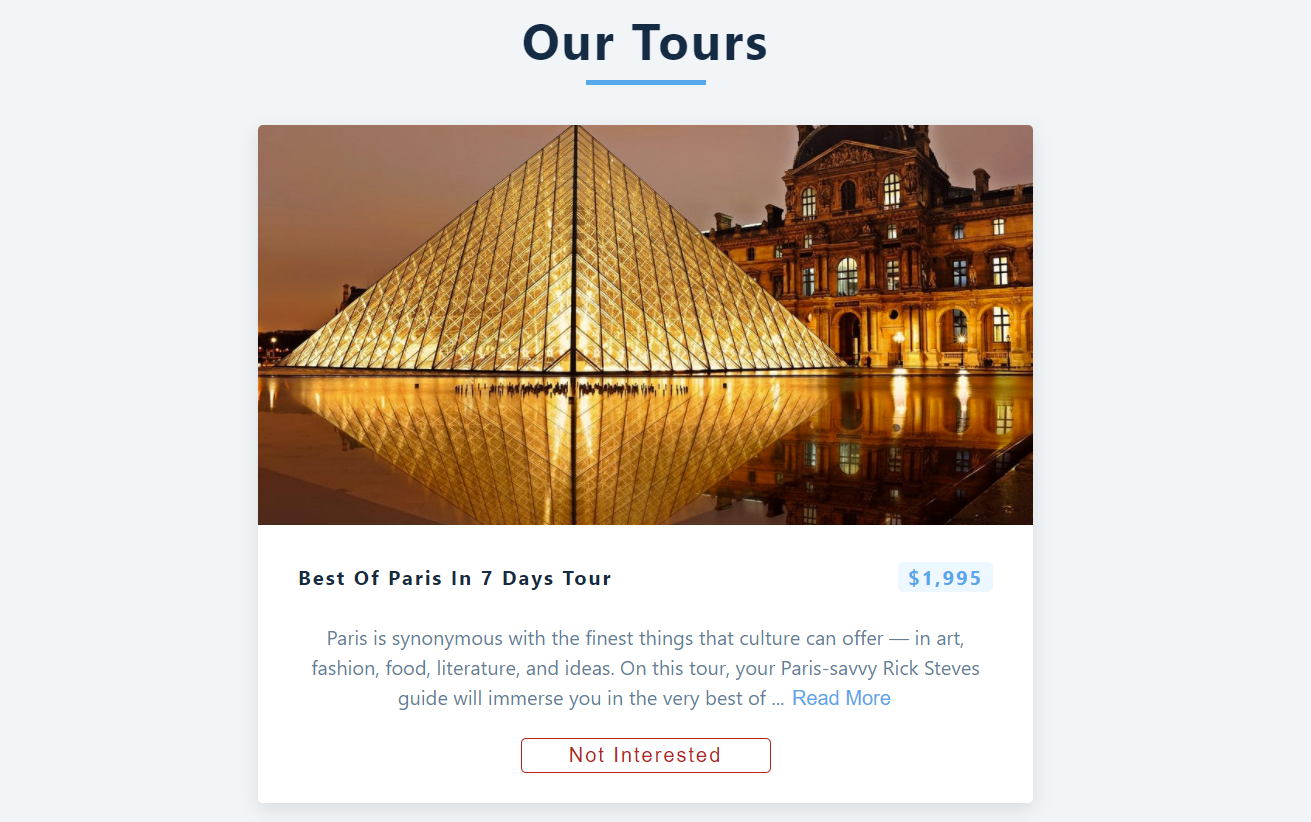 Our Tours
Best Of Paris In 7 Days Tour
$1,995
Paris is synonymous with the finest things that culture can offer — in art,
fashion, food, literature, and ideas. On this tour, your Paris-savvy Rick Steves
guide will immerse you in the very best of ... Read More
Not Interested